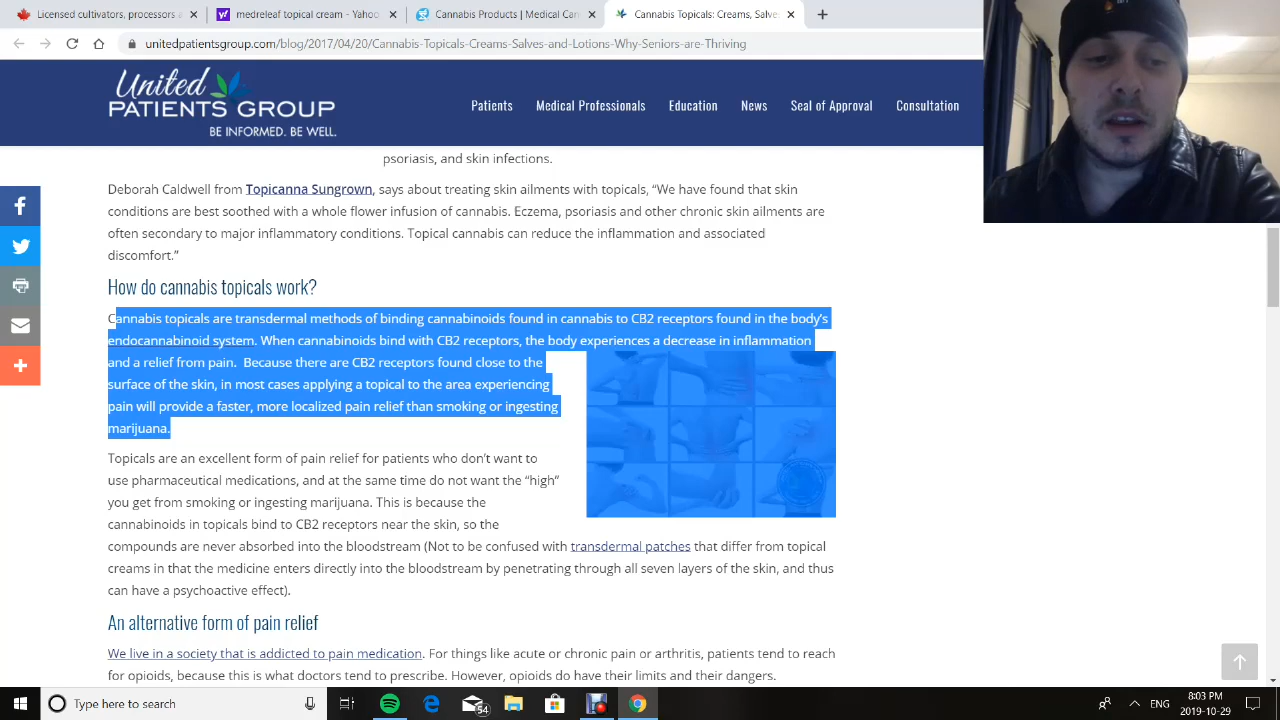 Licensed cultivators, processors a
medreleaf topical cream - Yahoo
Cannabis Products | Medical Can
Cannabis Topicals: Creams, Salves
unitedpatientsgroup.com/blog/2017/04/20/Cannabis-Topicals-Creams-Salves-and-Lotions-Why-Seniors-are-Thriving
United
PATIENTS GROUP
BE INFORMED. BE WELL.
Patients Medical Professionals Education News Seal of Approval Consultation
psoriasis, and skin infections.
Deborah Caldwell from Topicanna Sungrown, says about treating skin ailments with topicals, “We have found that skin
conditions are best soothed with a whole flower infusion of cannabis. Eczema, psoriasis and other chronic skin ailments are
often secondary to major inflammatory conditions. Topical cannabis can reduce the inflammation and associated
discomfort.”
How do cannabis topicals work?
Cannabis topicals are transdermal methods of binding cannabinoids found in cannabis to CB2 receptors found in the body’s
endocannabinoid system. When cannabinoids bind with CB2 receptors, the body experiences a decrease in inflammation
and a relief from pain. Because there are CB2 receptors found close to the
surface of the skin, in most cases applying a topical to the area experiencing
pain will provide a faster, more localized pain relief than smoking or ingesting
marijuana.
Topicals are an excellent form of pain relief for patients who don’t want to
use pharmaceutical medications, and at the same time do not want the “high”
you get from smoking or ingesting marijuana. This is because the
cannabinoids in topicals bind to CB2 receptors near the skin, so the
compounds are never absorbed into the bloodstream (Not to be confused with transdermal patches that differ from topical
creams in that the medicine enters directly into the bloodstream by penetrating through all seven layers of the skin, and thus
can have a psychoactive effect).
An alternative form of pain relief
We live in a society that is addicted to pain medication. For things like acute or chronic pain or arthritis, patients tend to reach
for opioids, because this is what doctors tend to prescribe. However, opioids do have their limits and their dangers.
Type here to search
54
ENG
8:03 PM
2019-10-29